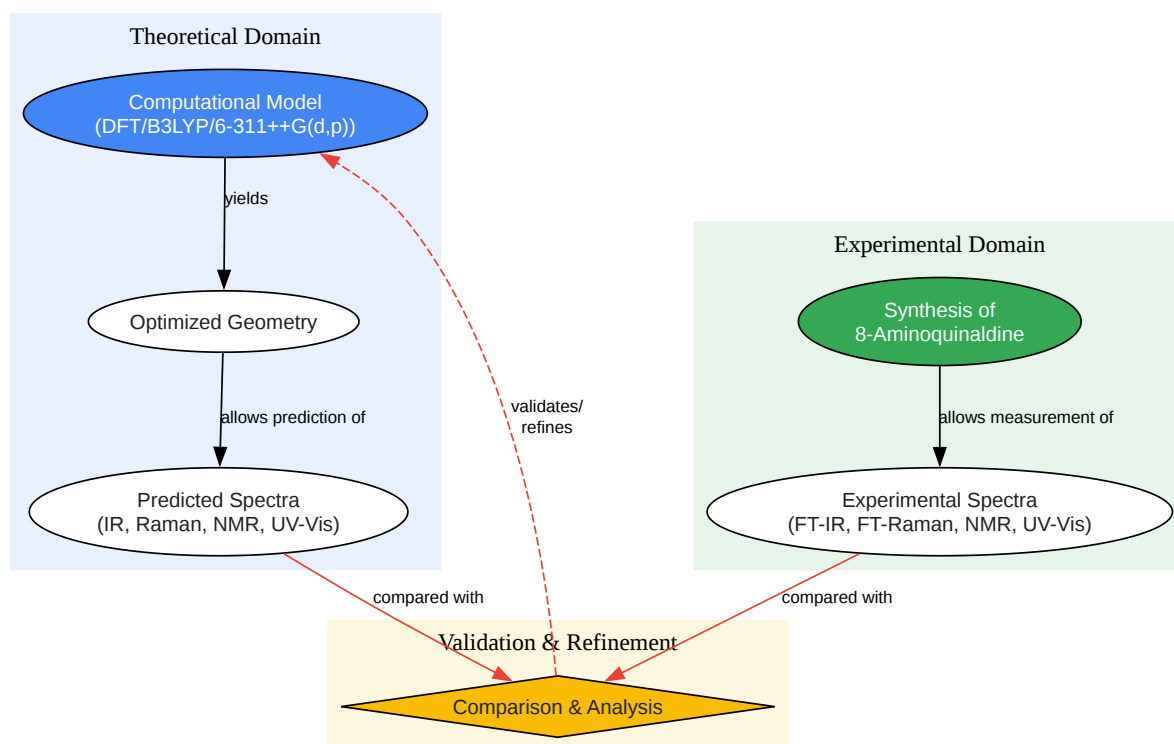 Theoretical Domain
Computational Model
(DFT/B3LYP/6-311++G(d,p))
yields
Optimized Geometry
allows prediction of
Predicted Spectra
(IR, Raman, NMR, UV-Vis)
validates/
refines
Experimental Domain
Synthesis of
8-Aminoquinaldine
allows measurement of
Experimental Spectra
(FT-IR, FT-Raman, NMR, UV-Vis)
compared with
compared with
Validation & Refinement
Comparison & Analysis